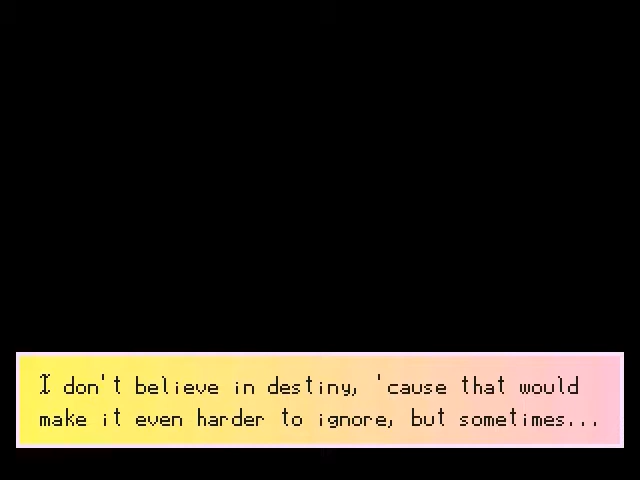 I don't believe in destiny, 'cause that would
make it even harder to ignore, but sometimes...